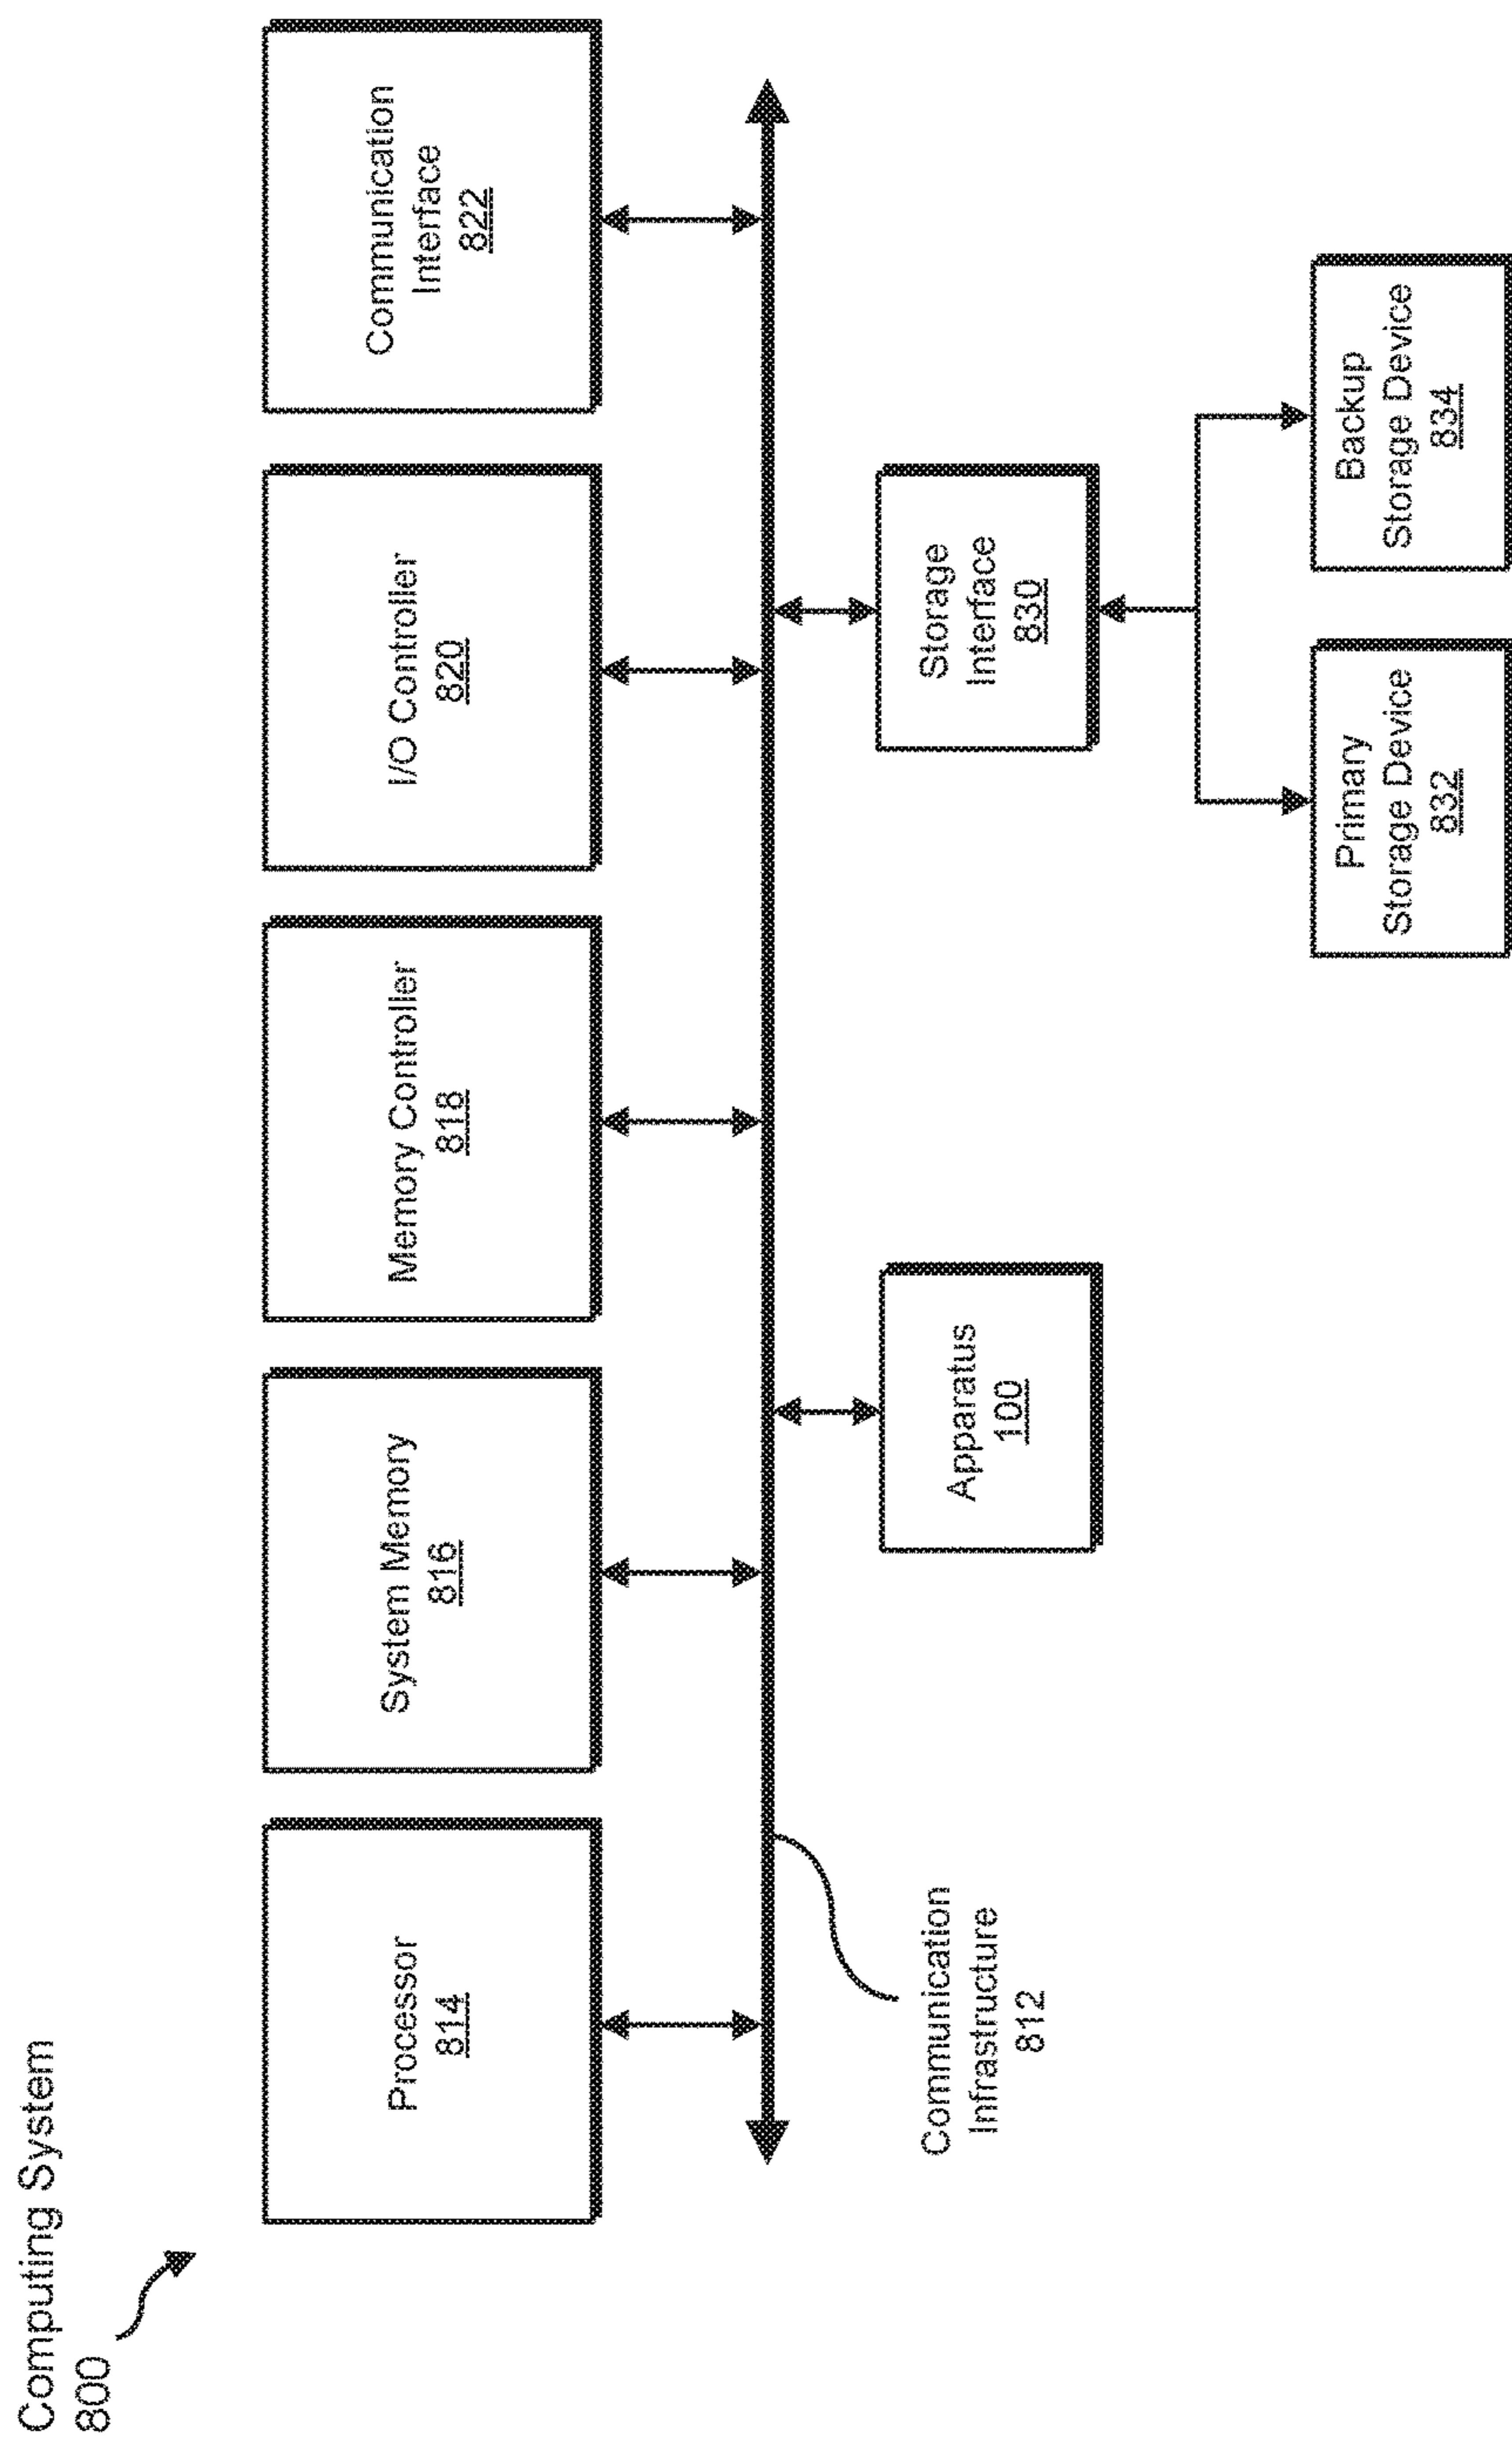 Computing System
800
Processor
814
System Memory
816
Memory Controller
818
I/O Controller
820
Communication
Interface
822
Communication
Infrastructure
812
Apparatus
100
Storage
Interface
830
Primary
Storage Device
832
Backup
Storage Device
834